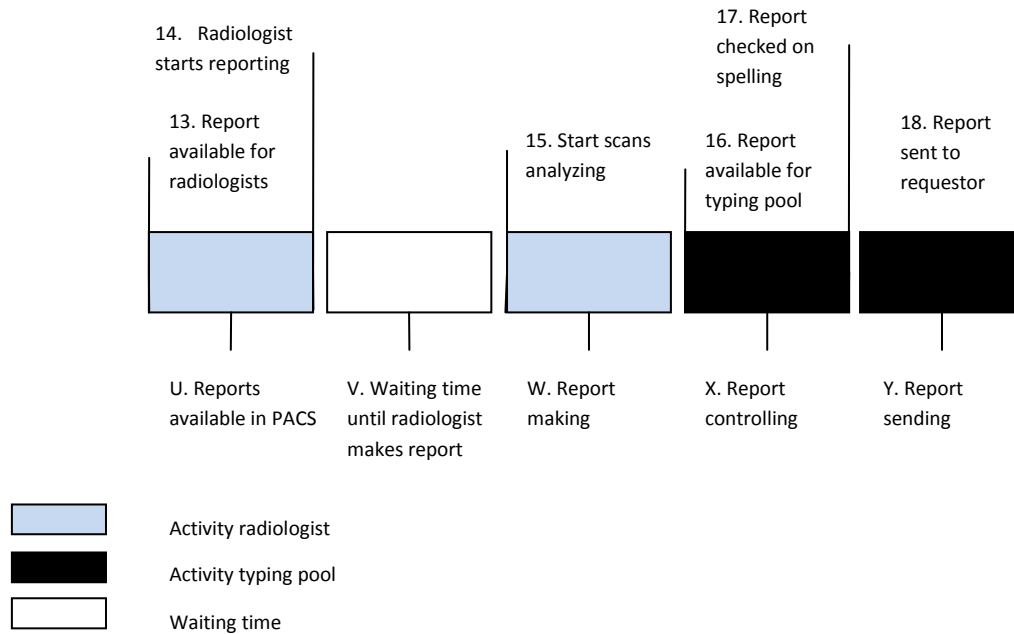 14. Radiologist
starts reporting
13. Report
available for
radiologists
15. Start scans
analyzing
17. Report
checked on
spelling
16. Report
available for
typing pool
18. Report
sent to
requestor
U. Reports
available in PACS
V. Waiting time
until radiologist
makes report
W. Report
making
X. Report
controlling
Y. Report
sending
Activity radiologist
Activity typing pool
Waiting time